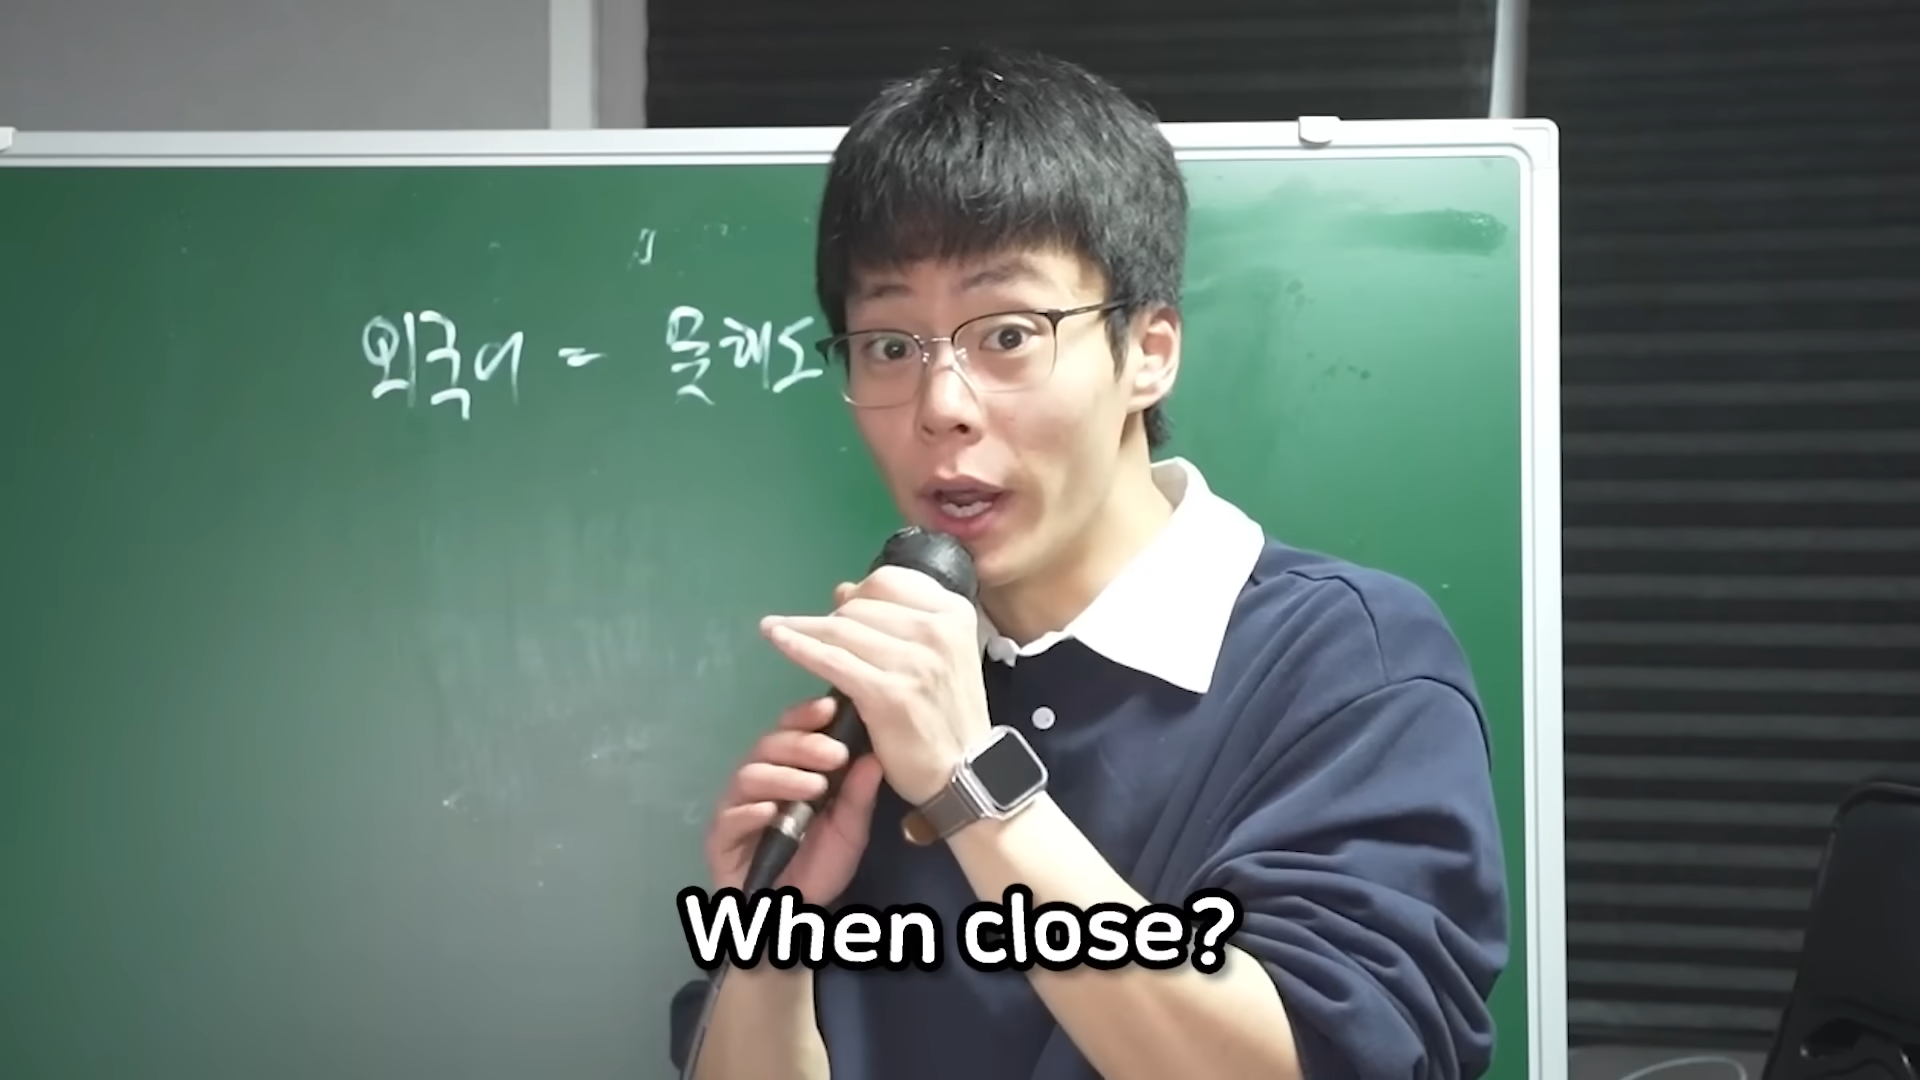 외국어 = 못해도
When close?